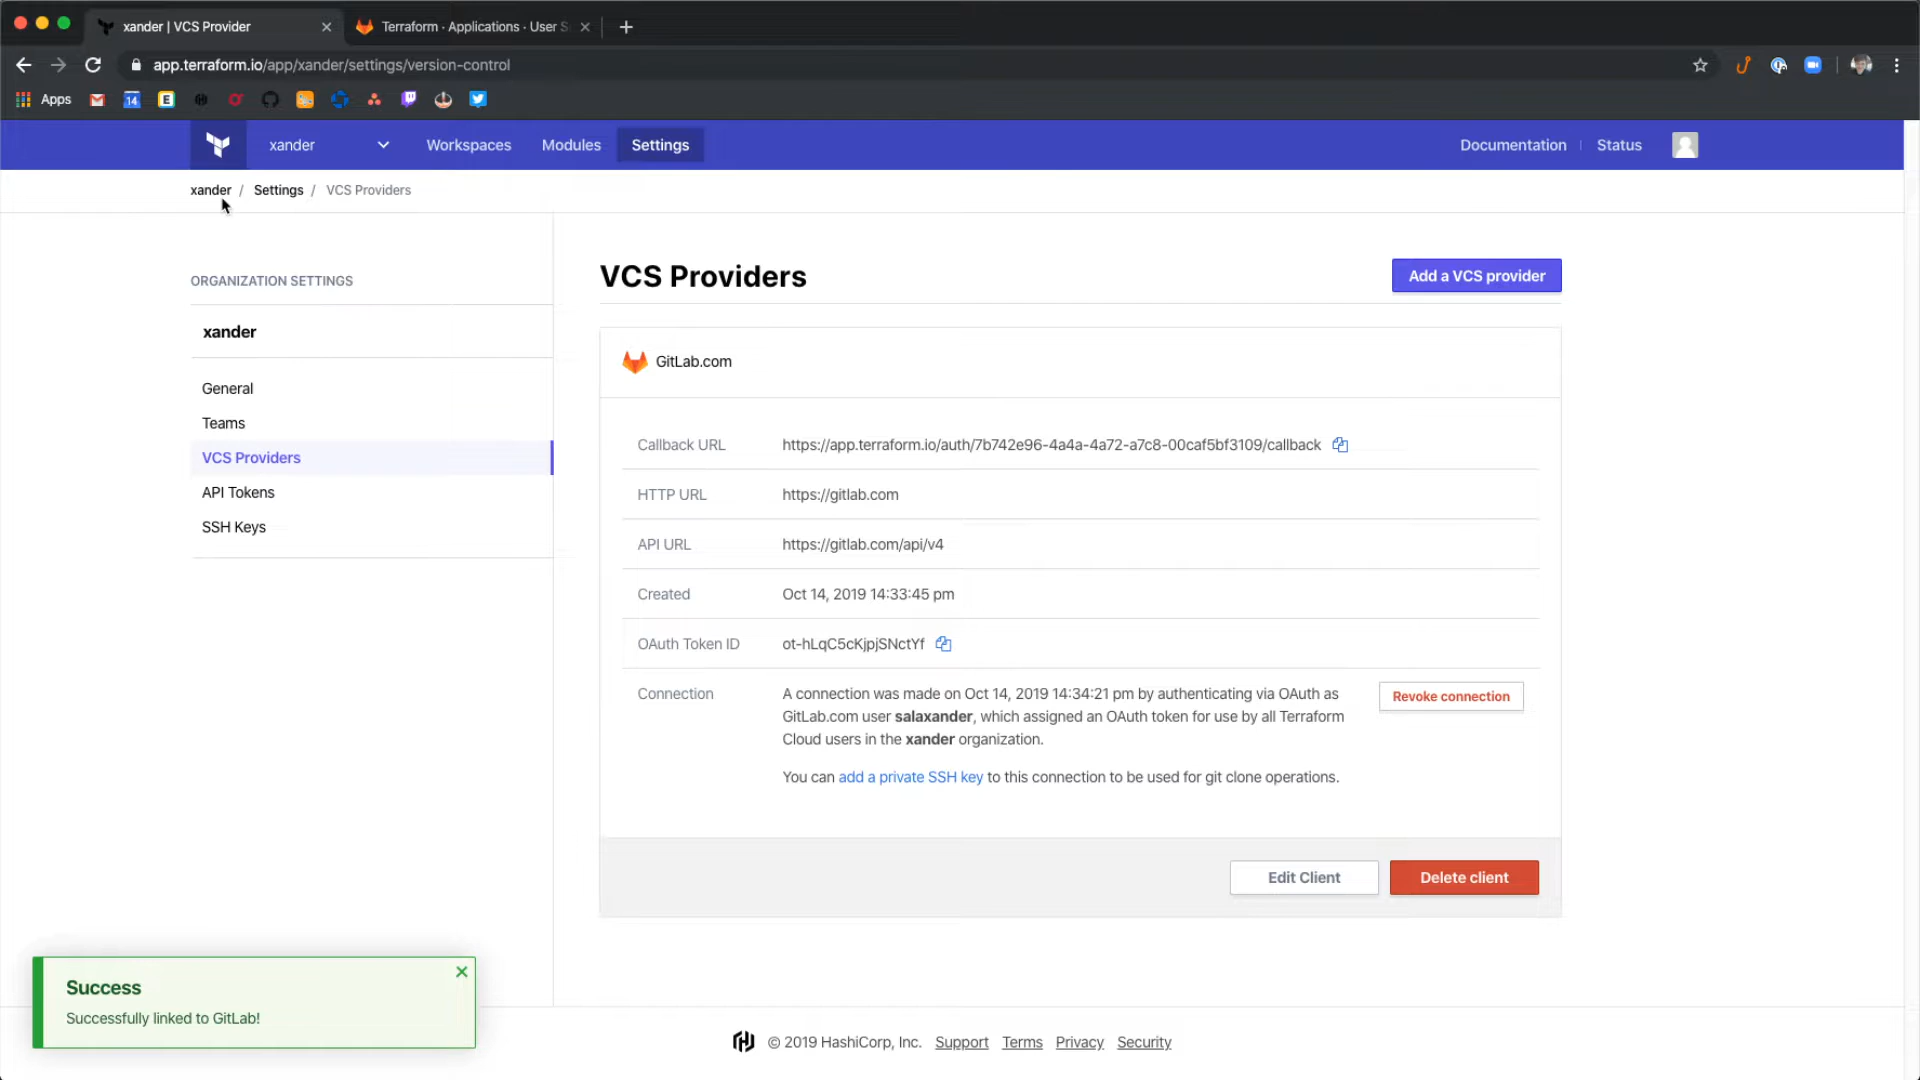 xander | VCS Provider
Terraform · Applications · User S
app.terraform.io/app/xander/settings/version-control
Apps
14
E
xander
Workspaces
Modules
Settings
Documentation
Status
xander / Settings / VCS Providers
ORGANIZATION SETTINGS
xander
General
Teams
VCS Providers
API Tokens
SSH Keys
VCS Providers
Add a VCS provider
GitLab.com
Callback URL
https://app.terraform.io/auth/7b742e96-4a4a-4a72-a7c8-00caf5bf3109/callback
HTTP URL
https://gitlab.com
API URL
https://gitlab.com/api/v4
Created
Oct 14, 2019 14:33:45 pm
OAuth Token ID
ot-hLqC5cKjpjSNctYf
Connection
A connection was made on Oct 14, 2019 14:34:21 pm by authenticating via OAuth as
GitLab.com user salaxander, which assigned an OAuth token for use by all Terraform
Cloud users in the xander organization.
You can add a private SSH key to this connection to be used for git clone operations.
Revoke connection
Edit Client
Delete client
Success
Successfully linked to GitLab!
© 2019 HashiCorp, Inc. Support Terms Privacy Security